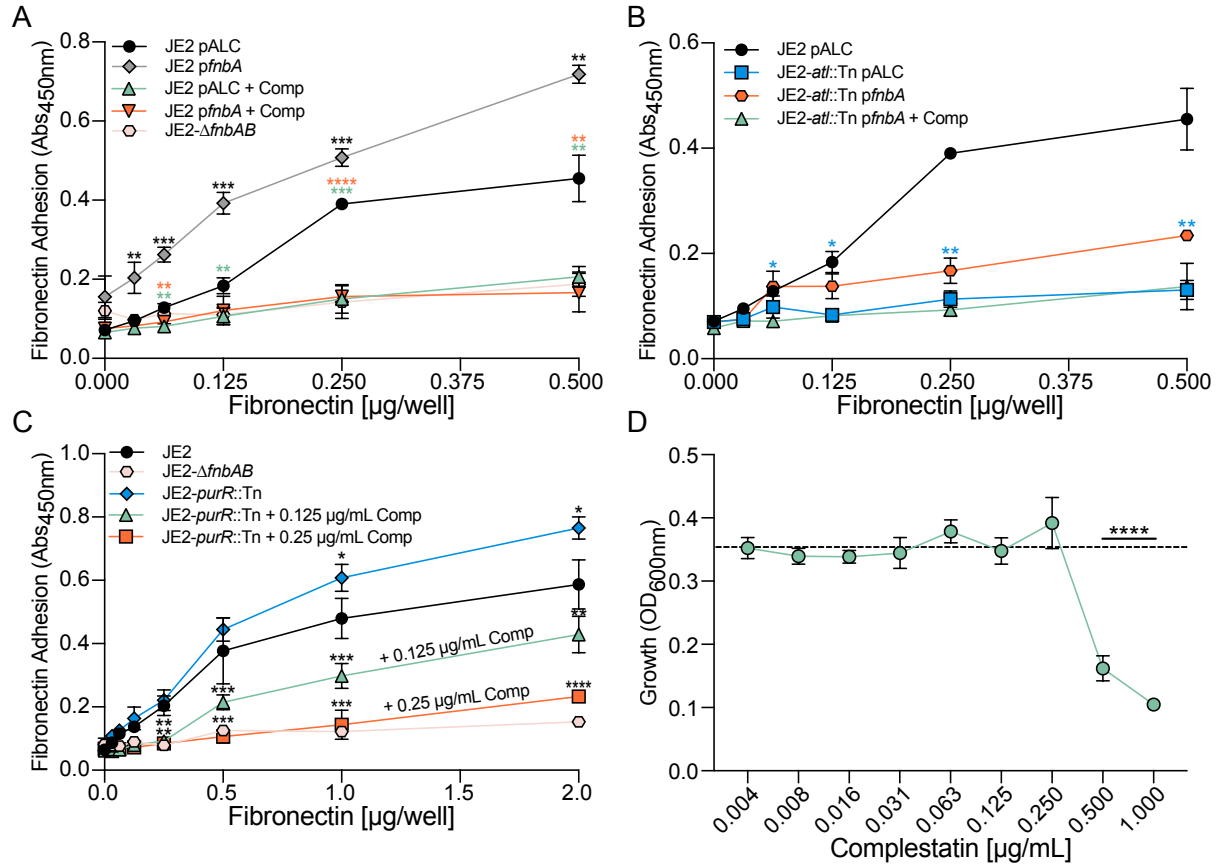 A
JE2 pALC
JE2 pfnbA
JE2 pALC + Comp
JE2 pfnbA + Comp
JE2-ΔfnbAB
Fibronectin Adhesion (Abs450nm)
0.8
0.6
0.4
0.2
0.0
** *** *** *** **
** ** ** **** *** ** **
0.000 0.125 0.250 0.375 0.500
Fibronectin [µg/well]
B
JE2 pALC
JE2-atl::Tn pALC
JE2-atl::Tn pfnbA
JE2-atl::Tn pfnbA + Comp
Fibronectin Adhesion (Abs450nm)
0.6
0.4
0.2
0.0
* * ** **
0.000 0.125 0.250 0.375 0.500
Fibronectin [µg/well]
C
JE2
JE2-ΔfnbAB
JE2-purR::Tn
JE2-purR::Tn + 0.125 µg/mL Comp
JE2-purR::Tn + 0.25 µg/mL Comp
Fibronectin Adhesion (Abs450nm)
1.0
0.8
0.6
0.4
0.2
0.0
* *
** *** *** **
** *** *** ****
+ 0.125 µg/mL Comp
+ 0.25 µg/mL Comp
0.0 0.5 1.0 1.5 2.0
Fibronectin [µg/well]
D
Growth (OD600nm)
0.5
0.4
0.3
0.2
0.1
0.0
****
0.004 0.008 0.016 0.031 0.063 0.125 0.250 0.500 1.000
Complestatin [µg/mL]